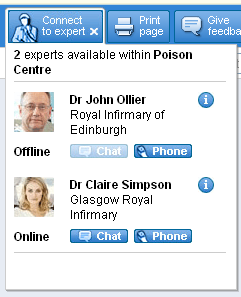 Connect
to expert ×
Print
page
Give
2 experts available within Poison
Centre
Dr John Ollier
Royal Infirmary of
Edinburgh
Offline
Chat
Phone
Dr Claire Simpson
Glasgow Royal
Infirmary
Online
Chat
Phone